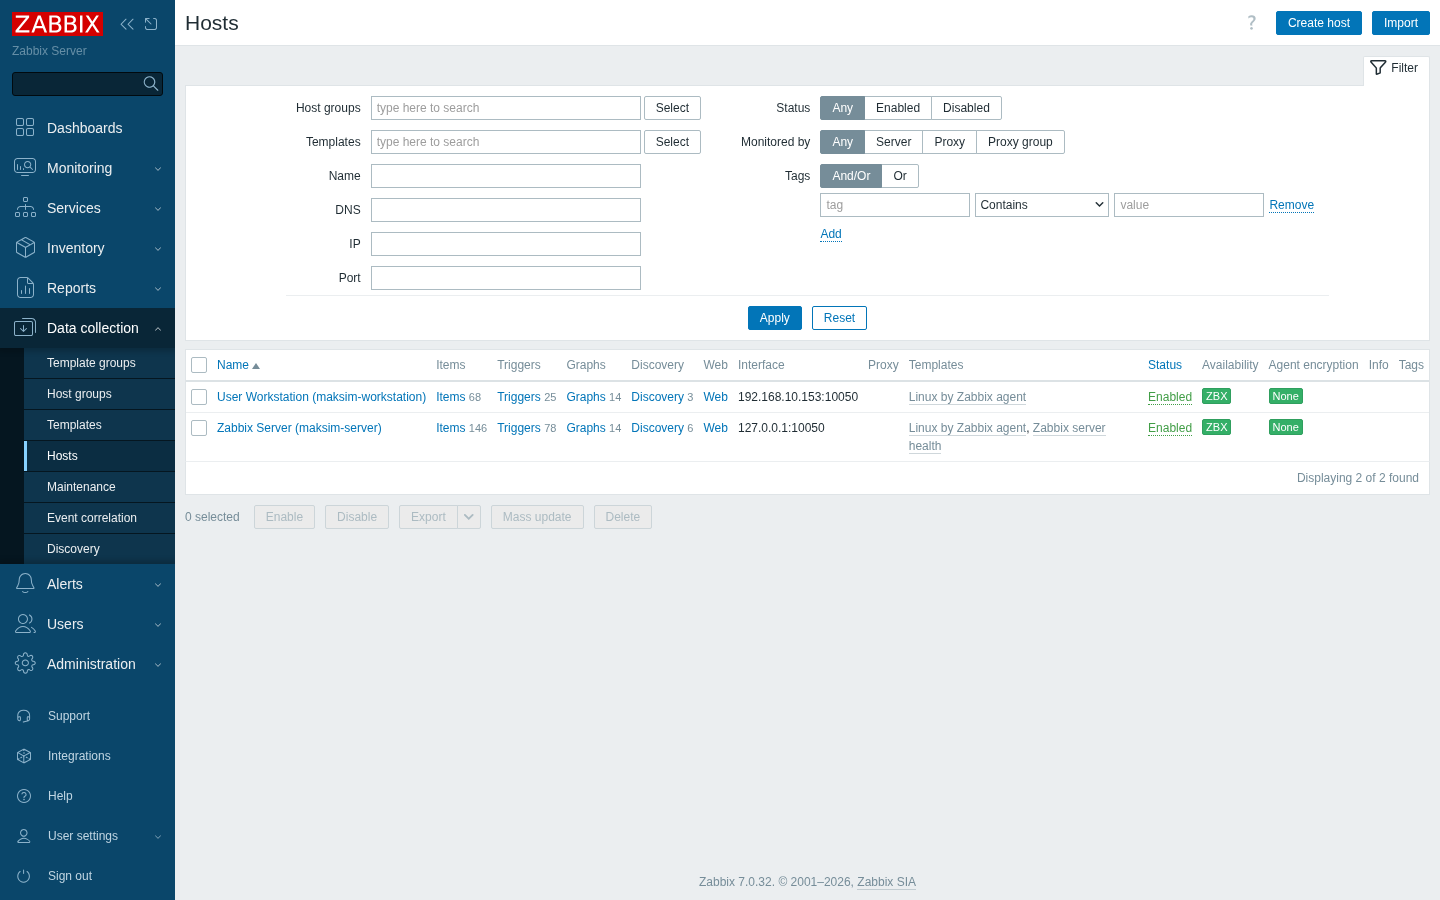 ZABBIX
Zabbix Server
Dashboards
Monitoring
Services
Inventory
Reports
Data collection
Template groups
Host groups
Templates
Hosts
Maintenance
Event correlation
Discovery
Alerts
Users
Administration
Support
Integrations
Help
User settings
Sign out
Hosts
? Create host Import
Filter
Host groups type here to search Select
Templates type here to search Select
Name
DNS
IP
Port
Status Any Enabled Disabled
Monitored by Any Server Proxy Proxy group
Tags And/Or Or
tag Contains value Remove
Add
Apply Reset
Name Items Triggers Graphs Discovery Web Interface Proxy Templates Status Availability Agent encryption Info Tags
User Workstation (maksim-workstation) Items 68 Triggers 25 Graphs 14 Discovery 3 Web 192.168.10.153:10050 Linux by Zabbix agent Enabled ZBX None
Zabbix Server (maksim-server) Items 146 Triggers 78 Graphs 14 Discovery 6 Web 127.0.0.1:10050 Linux by Zabbix agent, Zabbix server Enabled ZBX None
health
Displaying 2 of 2 found
0 selected Enable Disable Export Mass update Delete
Zabbix 7.0.32. © 2001–2026, Zabbix SIA